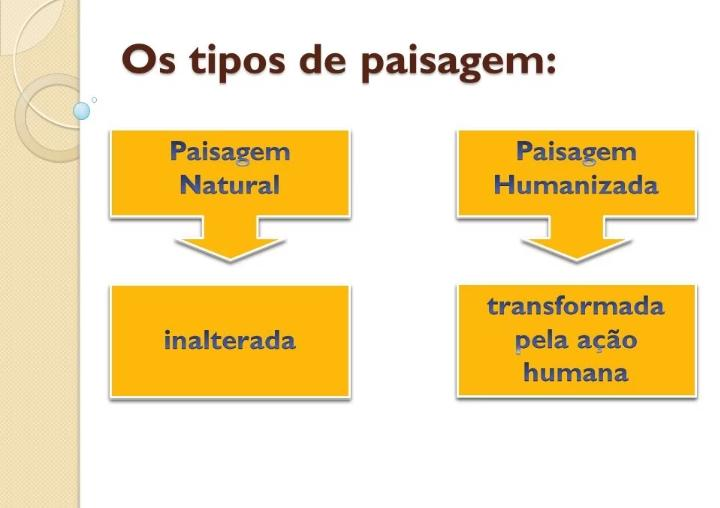 Os tipos de paisagem:
Paisagem
Natural
inalterada
Paisagem
Humanizada
transformada
pela ação
humana